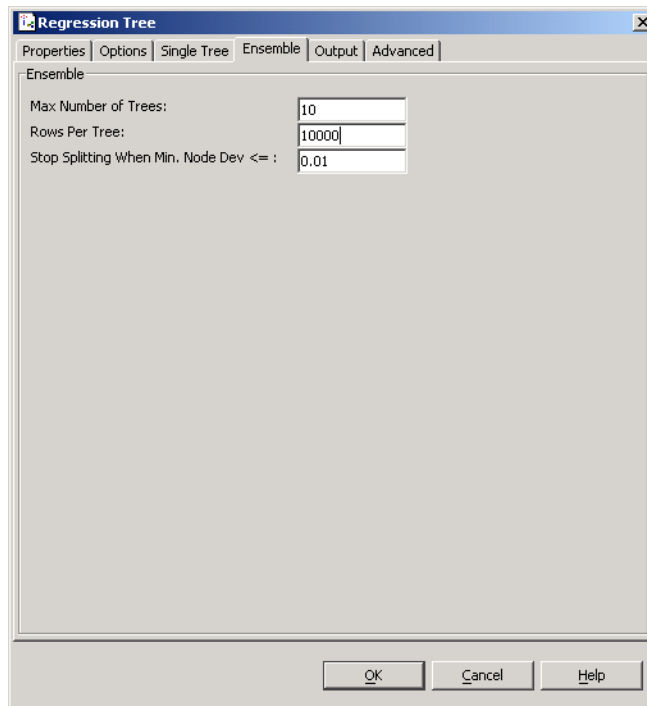 Regression Tree
Properties Options Single Tree Ensemble Output Advanced
Ensemble
Max Number of Trees: 10
Rows Per Tree: 10000
Stop Splitting When Min. Node Dev <= : 0.01
OK Cancel Help